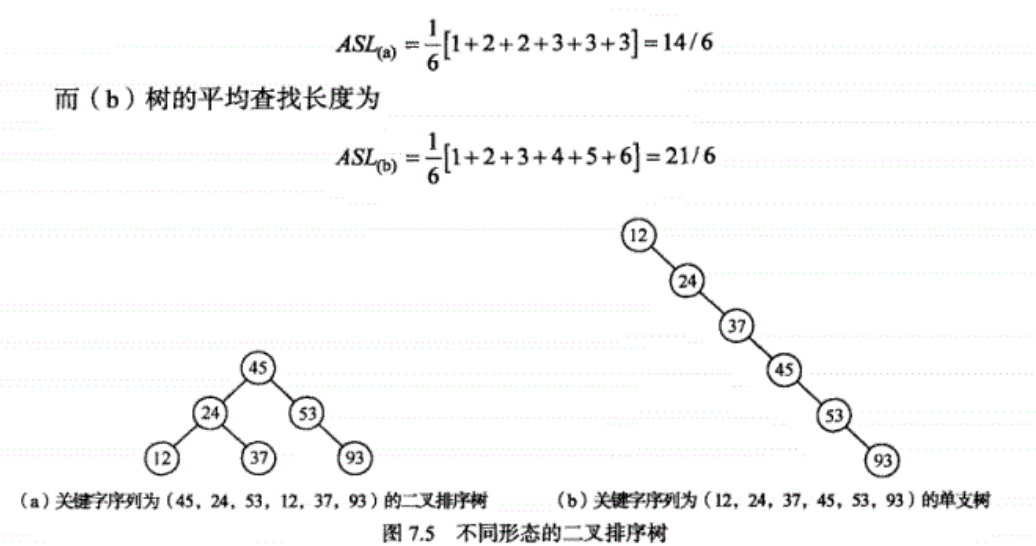 ASL(a) = 1/6 [1+2+2+3+3+3] = 14/6
而（b）树的平均查找长度为
ASL(b) = 1/6 [1+2+3+4+5+6] = 21/6
12
24
37
45
53
93
45
24
53
12
37
93
（a）关键字序列为（45，24，53，12，37，93）的二叉排序树
（b）关键字序列为（12，24，37，45，53，93）的单支树
图 7.5 不同形态的二叉排序树